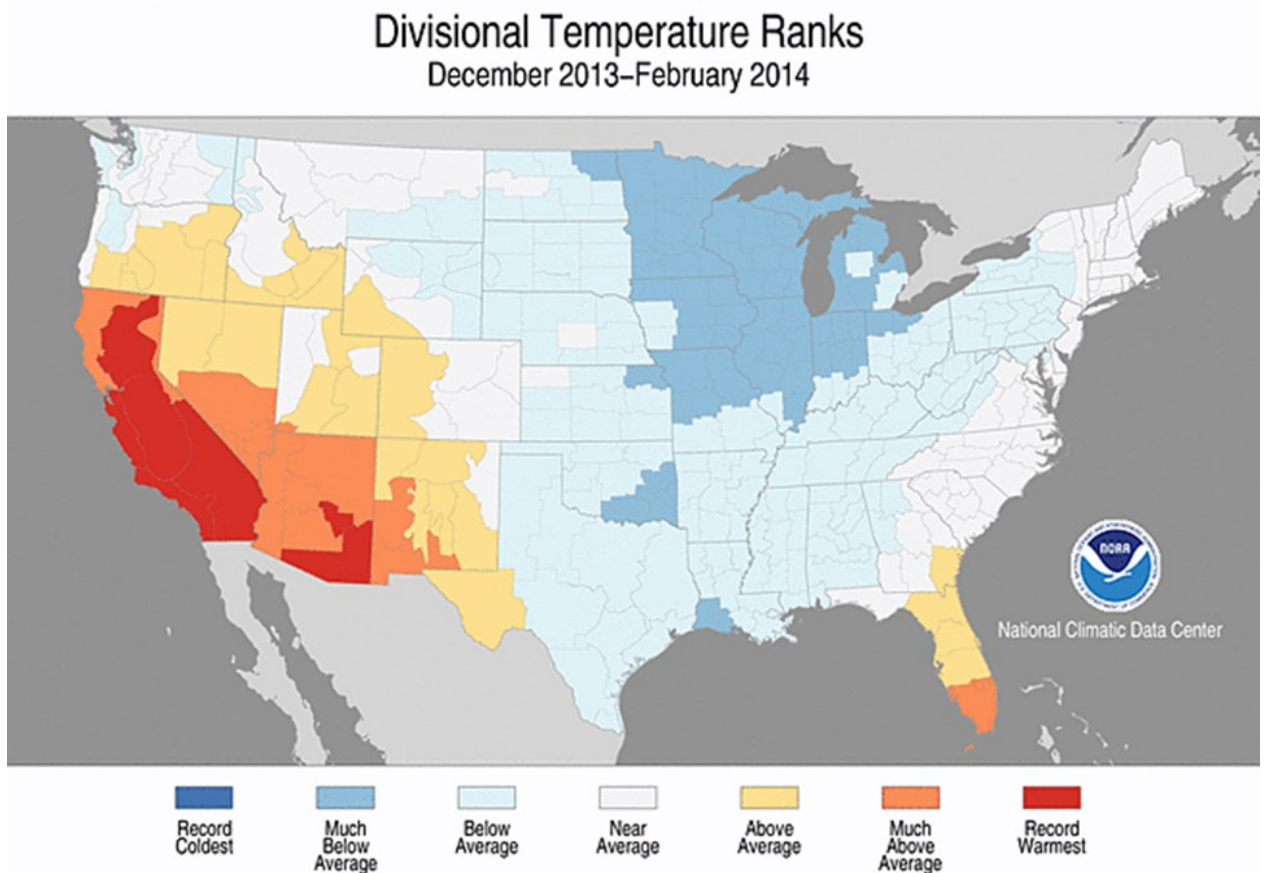 Divisional Temperature Ranks
December 2013–February 2014
NOAA
National Climatic Data Center
Record
Coldest
Much
Below
Average
Below
Average
Near
Average
Above
Average
Much
Above
Average
Record
Warmest